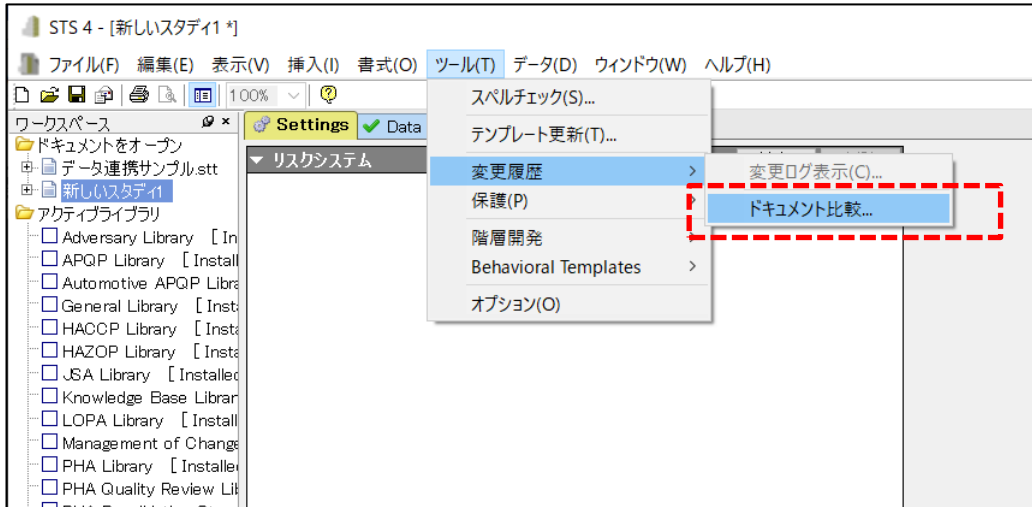 STS 4 - [新しいスタディ1 *]
ファイル(F) 編集(E) 表示(V) 挿入(I) 書式(O) ツール(T) データ(D) ウィンドウ(W) ヘルプ(H)
100%
ワークスペース
Settings Data
ドキュメントをオープン
データ連携サンプル.stt
新しいスタディ1
アクティブライブラリ
Adversary Library [In
APQP Library [Install
Automotive APQP Libra
General Library [Insta
HACCP Library [Insta
HAZOP Library [Insta
JSA Library [Installed
Knowledge Base Librar
LOPA Library [Install
Management of Change
PHA Library [Installed
PHA Quality Review Lib
リスクシステム
スペルチェック(S)...
テンプレート更新(T)...
変更履歴
保護(P)
階層開発
Behavioral Templates
オプション(O)
変更ログ表示(C)...
ドキュメント比較...